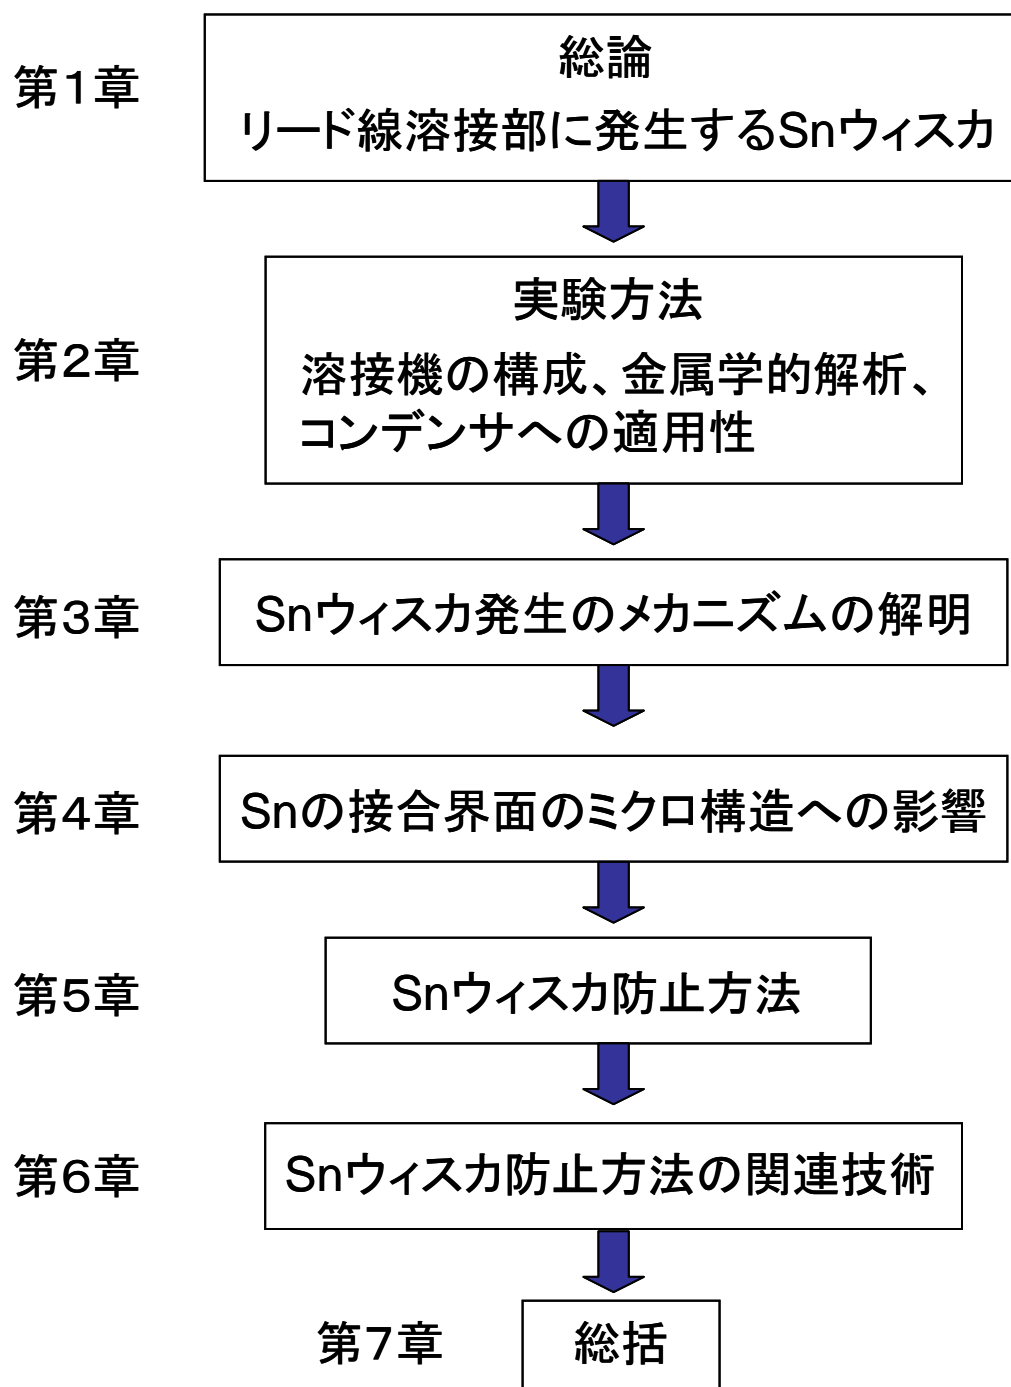 第1章
総論
リード線溶接部に発生するSnウィスカ
第2章
実験方法
溶接機の構成、金属学的解析、
コンデンサへの適用性
第3章
Snウィスカ発生のメカニズムの解明
第4章
Snの接合界面のミクロ構造への影響
第5章
Snウィスカ防止方法
第6章
Snウィスカ防止方法の関連技術
第7章
総括